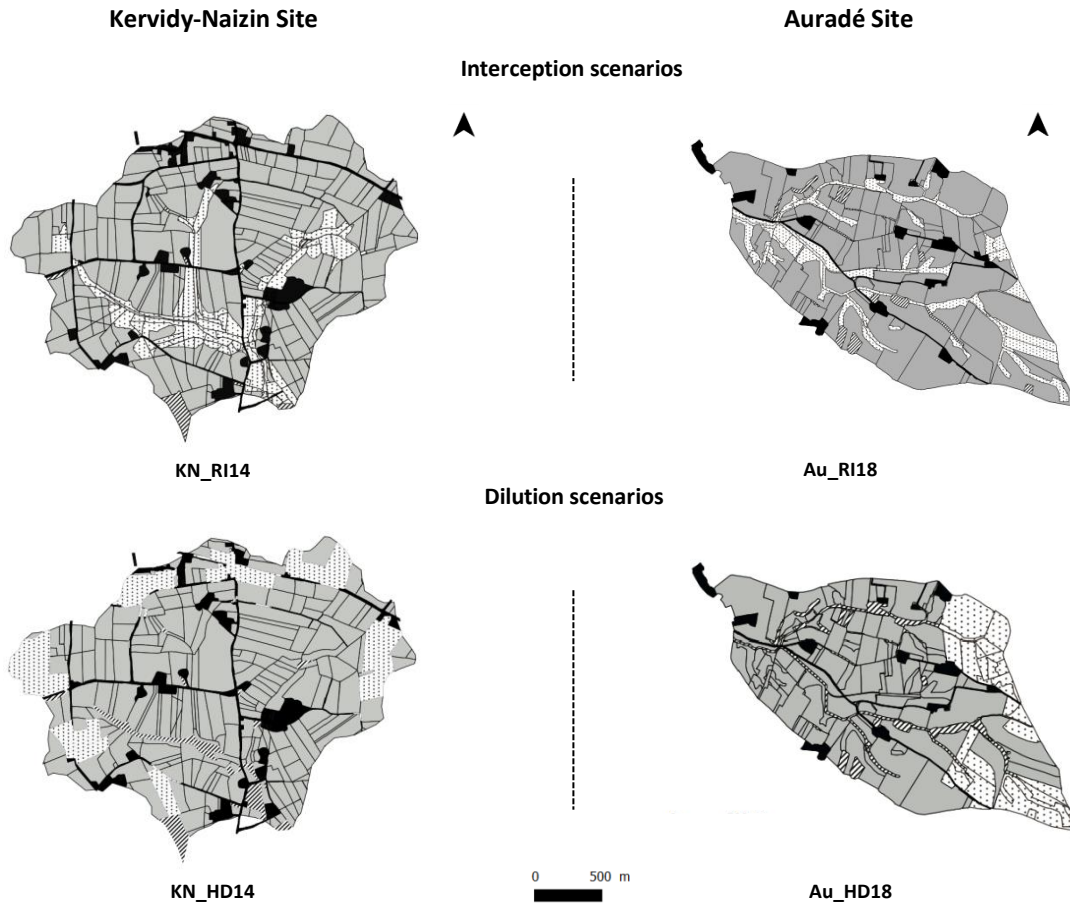 Kervidy-Naizin Site
Auradé Site
Interception scenarios
KN_RI14
Au_RI18
Dilution scenarios
0 500 m
KN_HD14
Au_HD18